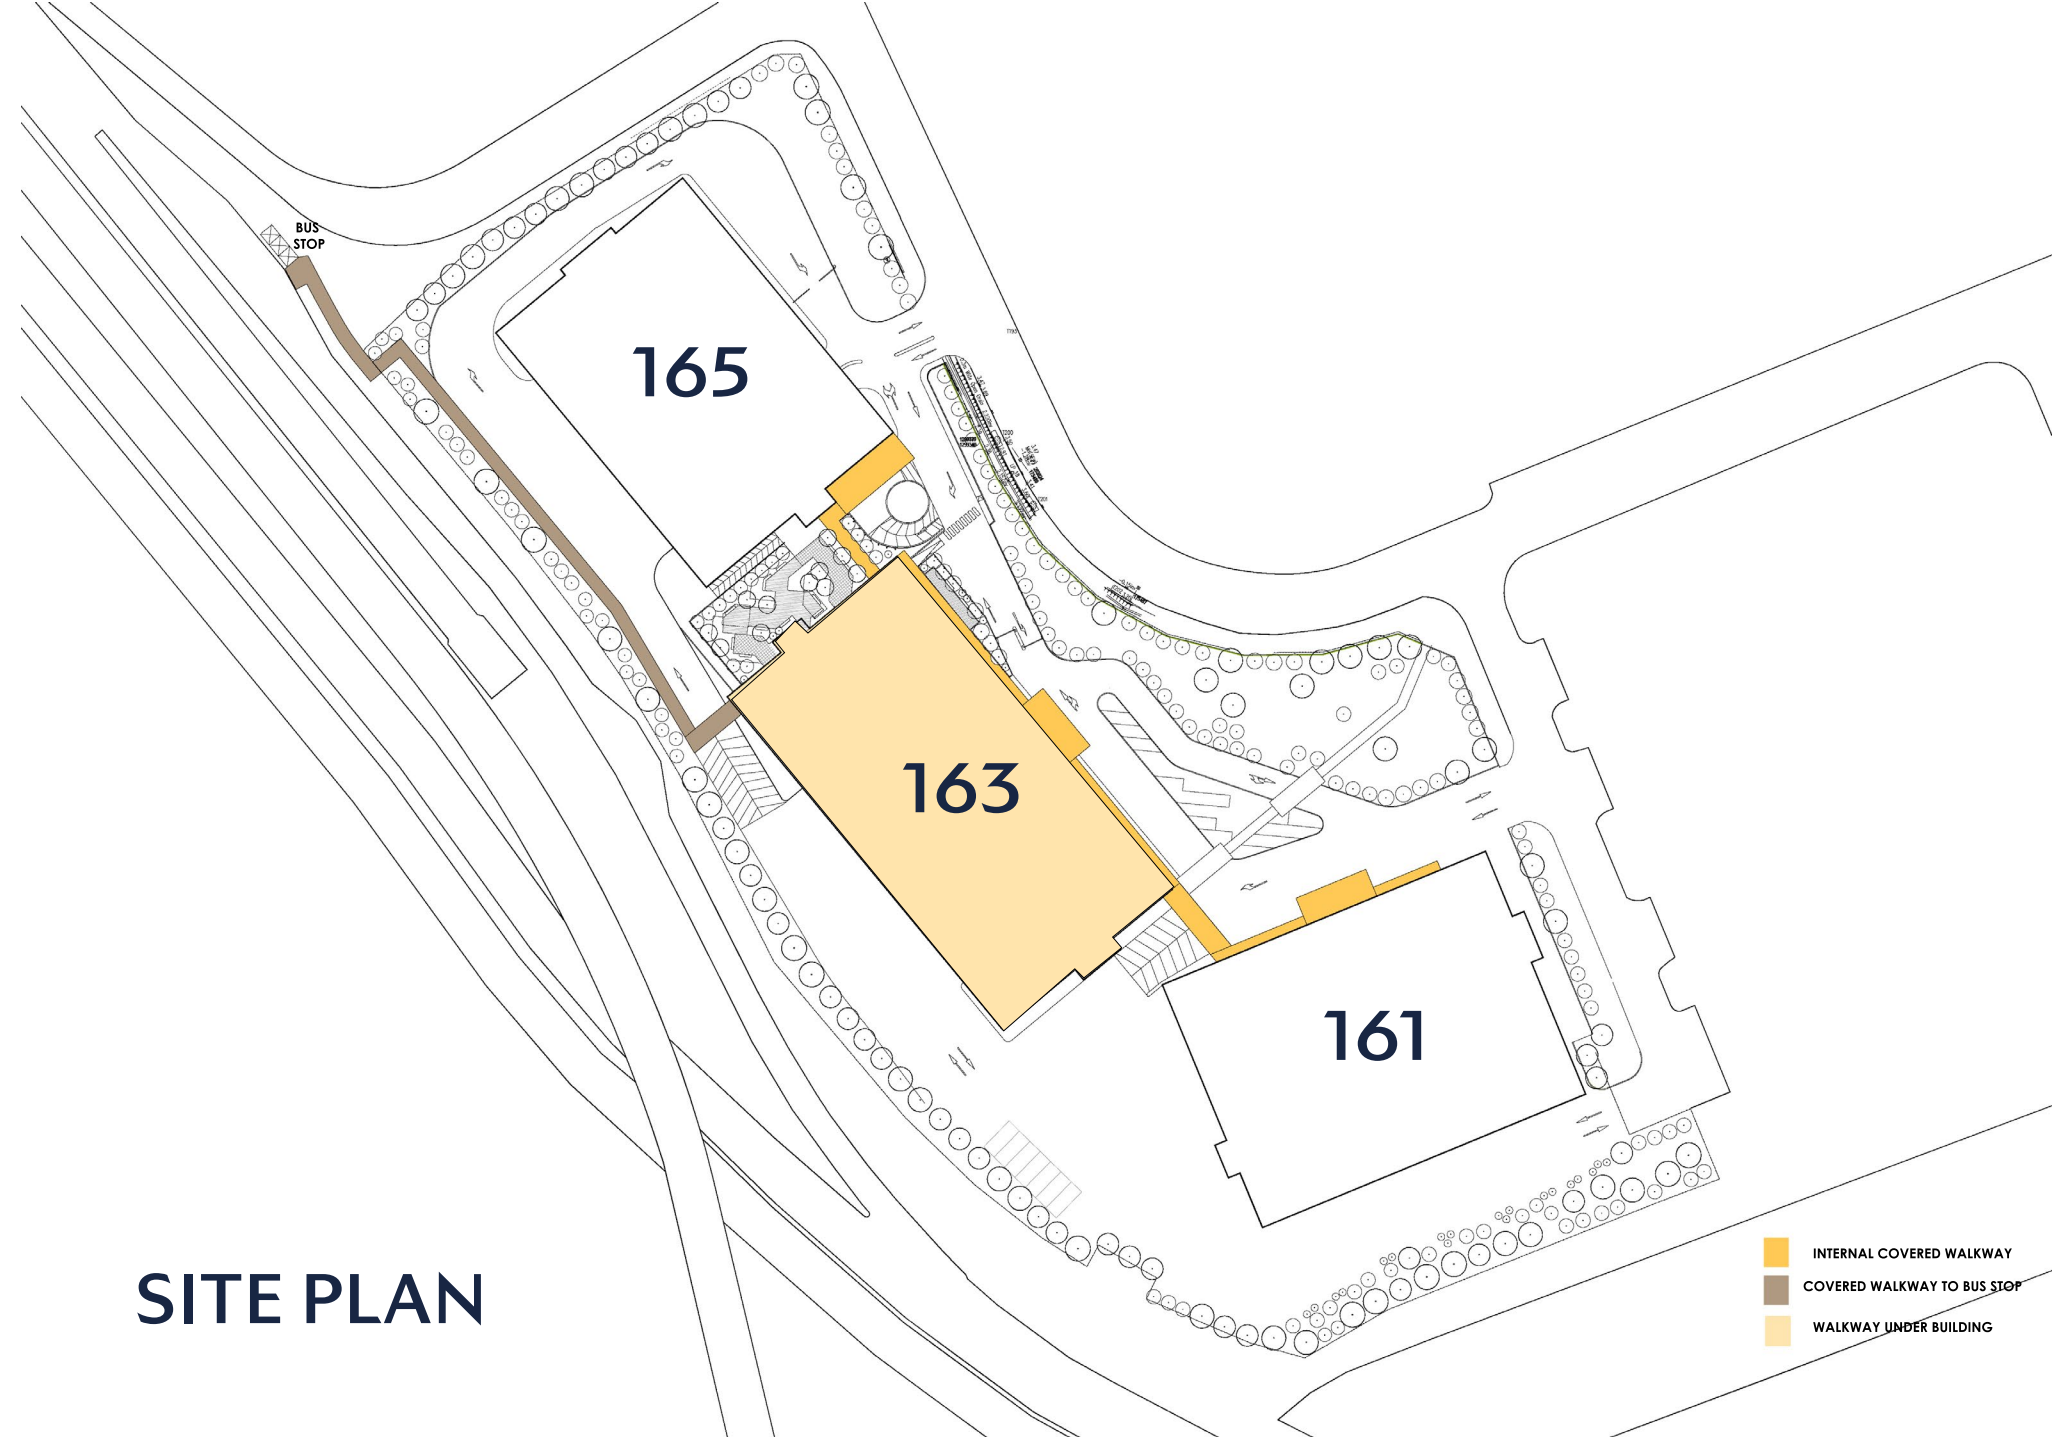 BUS
STOP
165
163
161
SITE PLAN
INTERNAL COVERED WALKWAY
COVERED WALKWAY TO BUS STOP
WALKWAY UNDER BUILDING